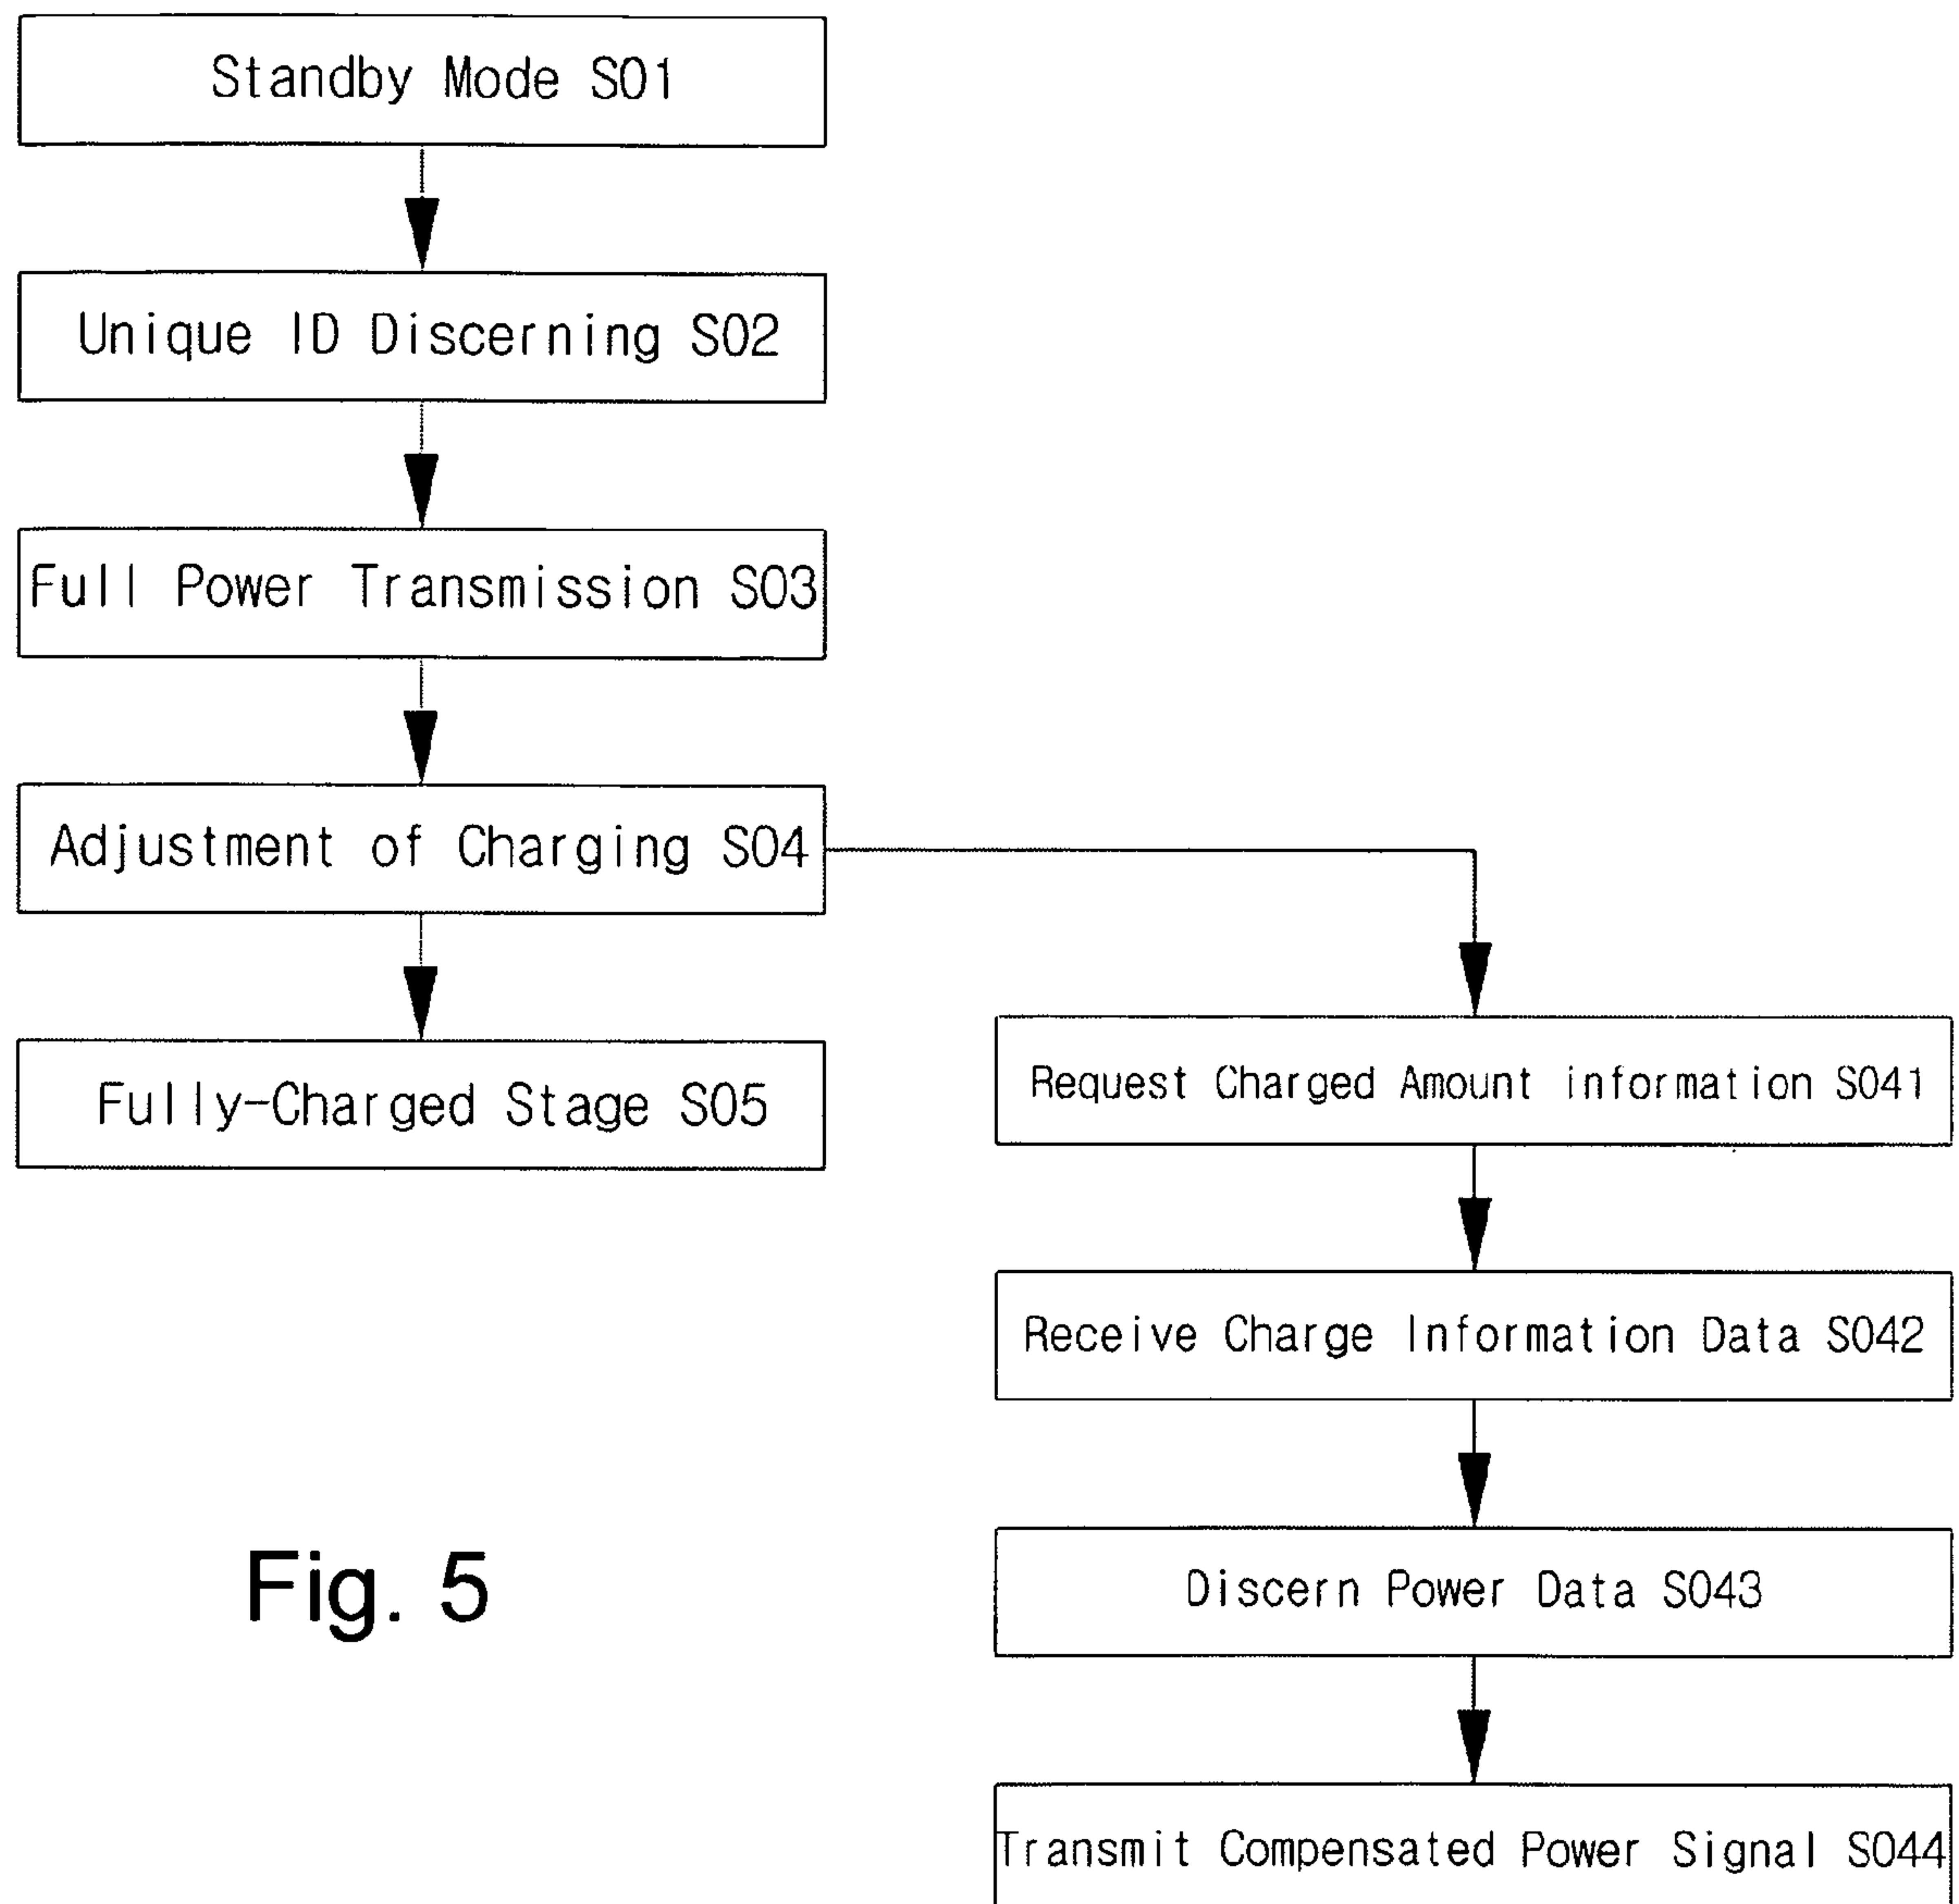 Standby Mode S01
Unique ID Discerning S02
Full Power Transmission S03
Adjustment of Charging S04
Fully-Charged Stage S05
Request Charged Amount information S041
Receive Charge Information Data S042
Discern Power Data S043
Transmit Compensated Power Signal S044
Fig. 5